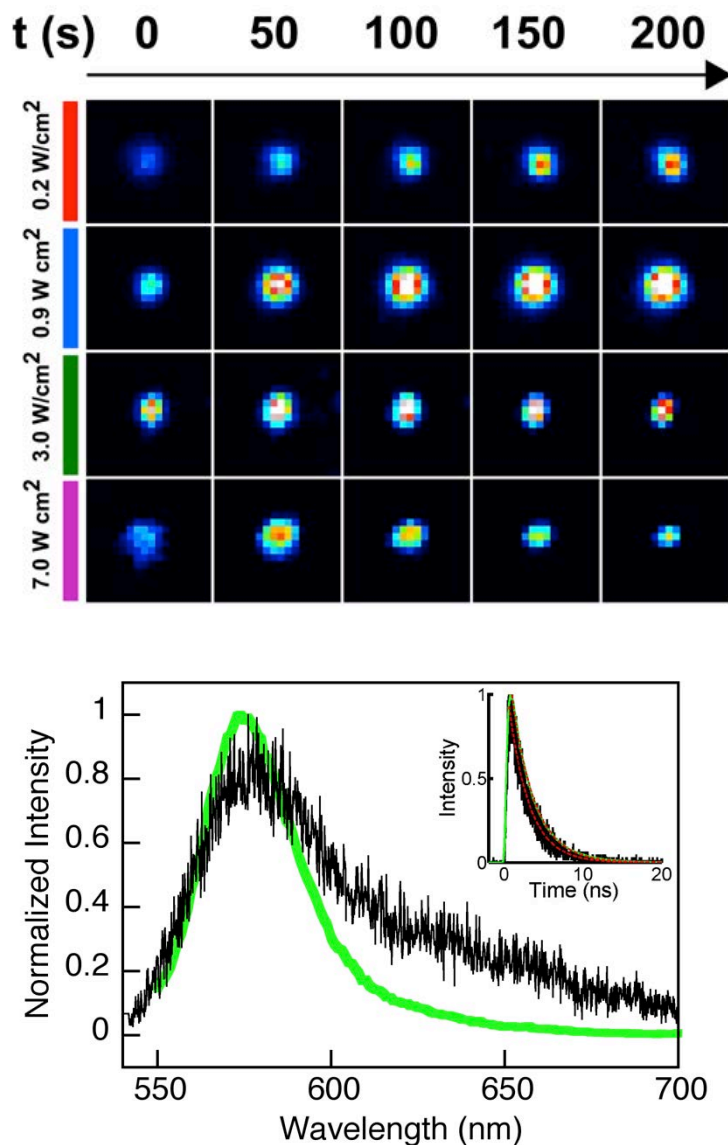 t (s) 0 50 100 150 200
0.2 W/cm²
0.9 W cm²
3.0 W/cm²
7.0 W cm²
Normalized Intensity
1
0.8
0.6
0.4
0.2
0
550 600 650 700
Wavelength (nm)
Intensity
1
0.5
0
0 10 20
Time (ns)